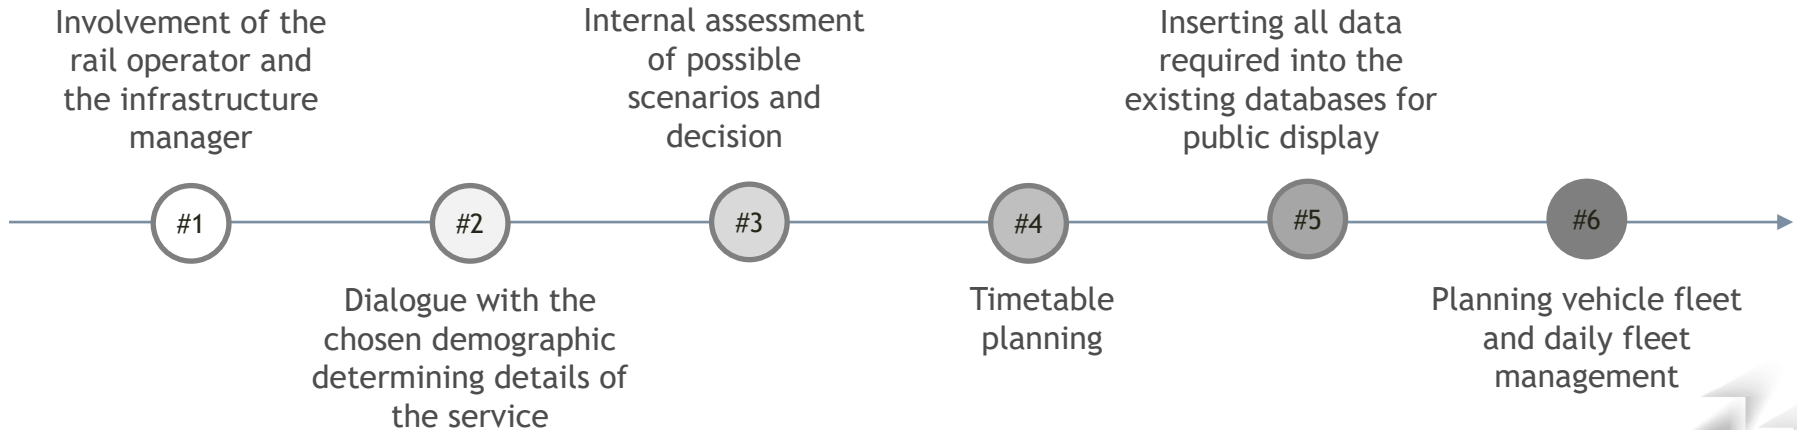 Involvement of the
rail operator and
the infrastructure
manager
Internal assessment
of possible
scenarios and
decision
Inserting all data
required into the
existing databases for
public display
#1
#2
#3
#4
#5
#6
Dialogue with the
chosen demographic
determining details of
the service
Timetable
planning
Planning vehicle fleet
and daily fleet
management